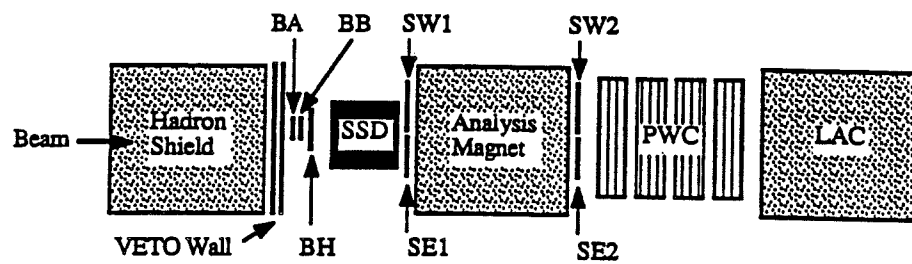 BA
BB
SW1
SW2
Beam
Hadron
Shield
SSD
Analysis
Magnet
PWC
LAC
VETO Wall
BH
SE1
SE2